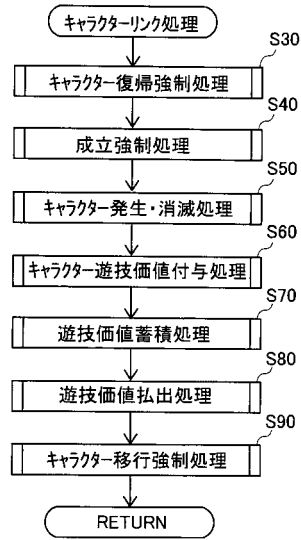 キャラクターリンク処理
S30
キャラクター復帰強制処理
S40
成立強制処理
S50
キャラクター発生・消滅処理
S60
キャラクター遊技価値付与処理
S70
遊技価値蓄積処理
S80
遊技価値払出処理
S90
キャラクター移行強制処理
RETURN